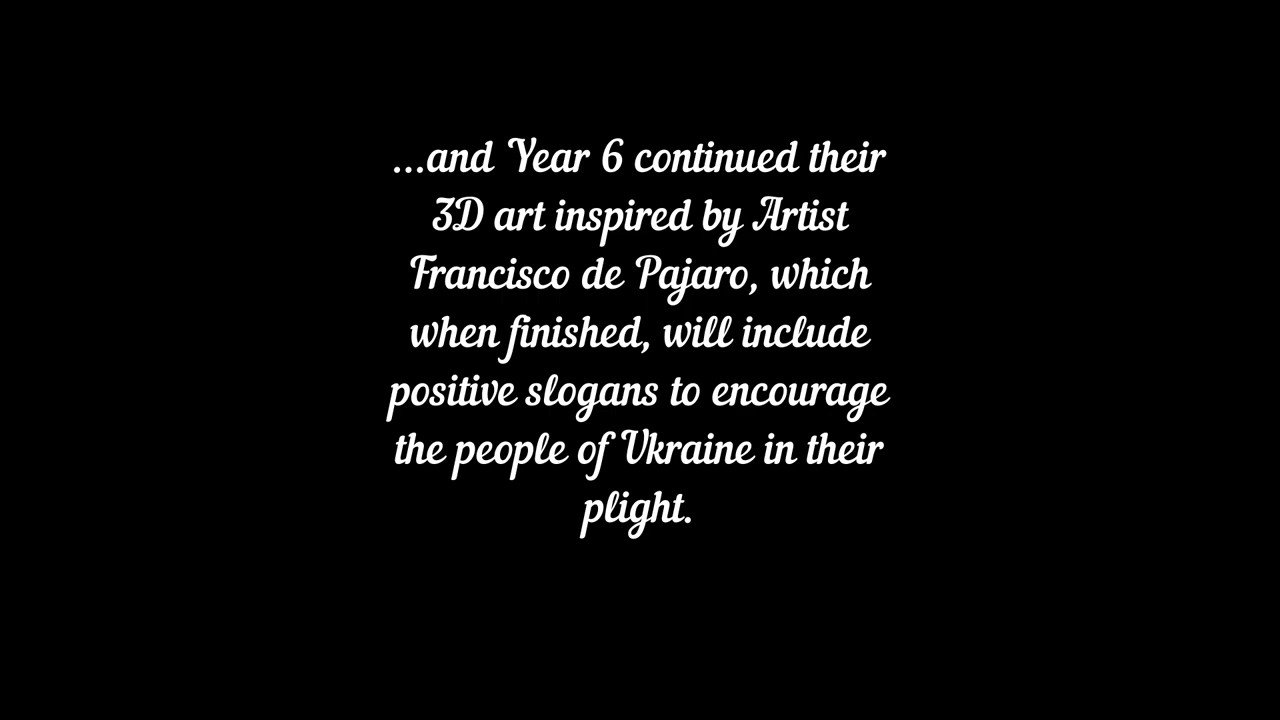 ...and Year 6 continued their
3D art inspired by Artist
Francisco de Pajaro, which
when finished, will include
positive slogans to encourage
the people of Ukraine in their
plight.